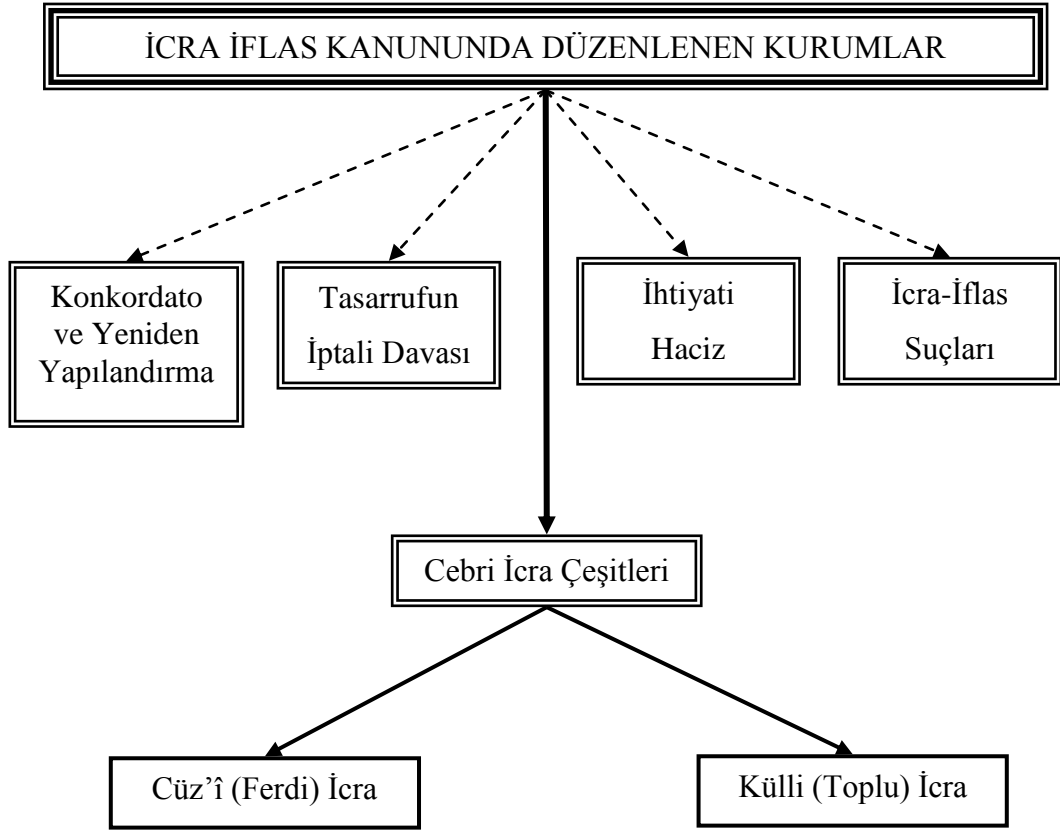 İCRA İFLAS KANUNUNDA DÜZENLENEN KURUMLAR
Konkordato
ve Yeniden
Yapılandırma
Tasarrufun
İptali Davası
İhtiyati
Haciz
İcra-İflas
Suçları
Cebri İcra Çeşitleri
Cüz’î (Ferdi) İcra
Külli (Toplu) İcra